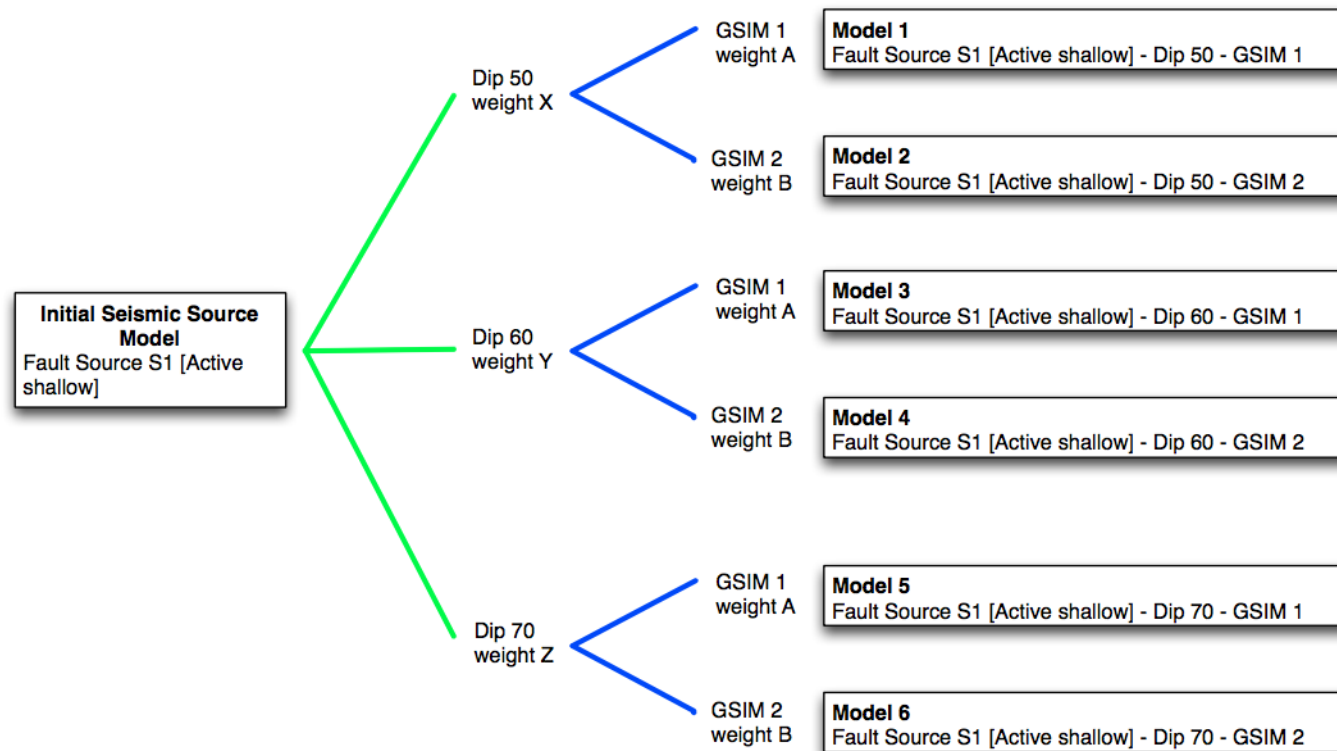 Initial Seismic Source
Model
Fault Source S1 [Active
shallow]
Dip 50
weight X
GSIM 1
weight A
Model 1
Fault Source S1 [Active shallow] - Dip 50 - GSIM 1
GSIM 2
weight B
Model 2
Fault Source S1 [Active shallow] - Dip 50 - GSIM 2
Dip 60
weight Y
GSIM 1
weight A
Model 3
Fault Source S1 [Active shallow] - Dip 60 - GSIM 1
GSIM 2
weight B
Model 4
Fault Source S1 [Active shallow] - Dip 60 - GSIM 2
Dip 70
weight Z
GSIM 1
weight A
Model 5
Fault Source S1 [Active shallow] - Dip 70 - GSIM 1
GSIM 2
weight B
Model 6
Fault Source S1 [Active shallow] - Dip 70 - GSIM 2